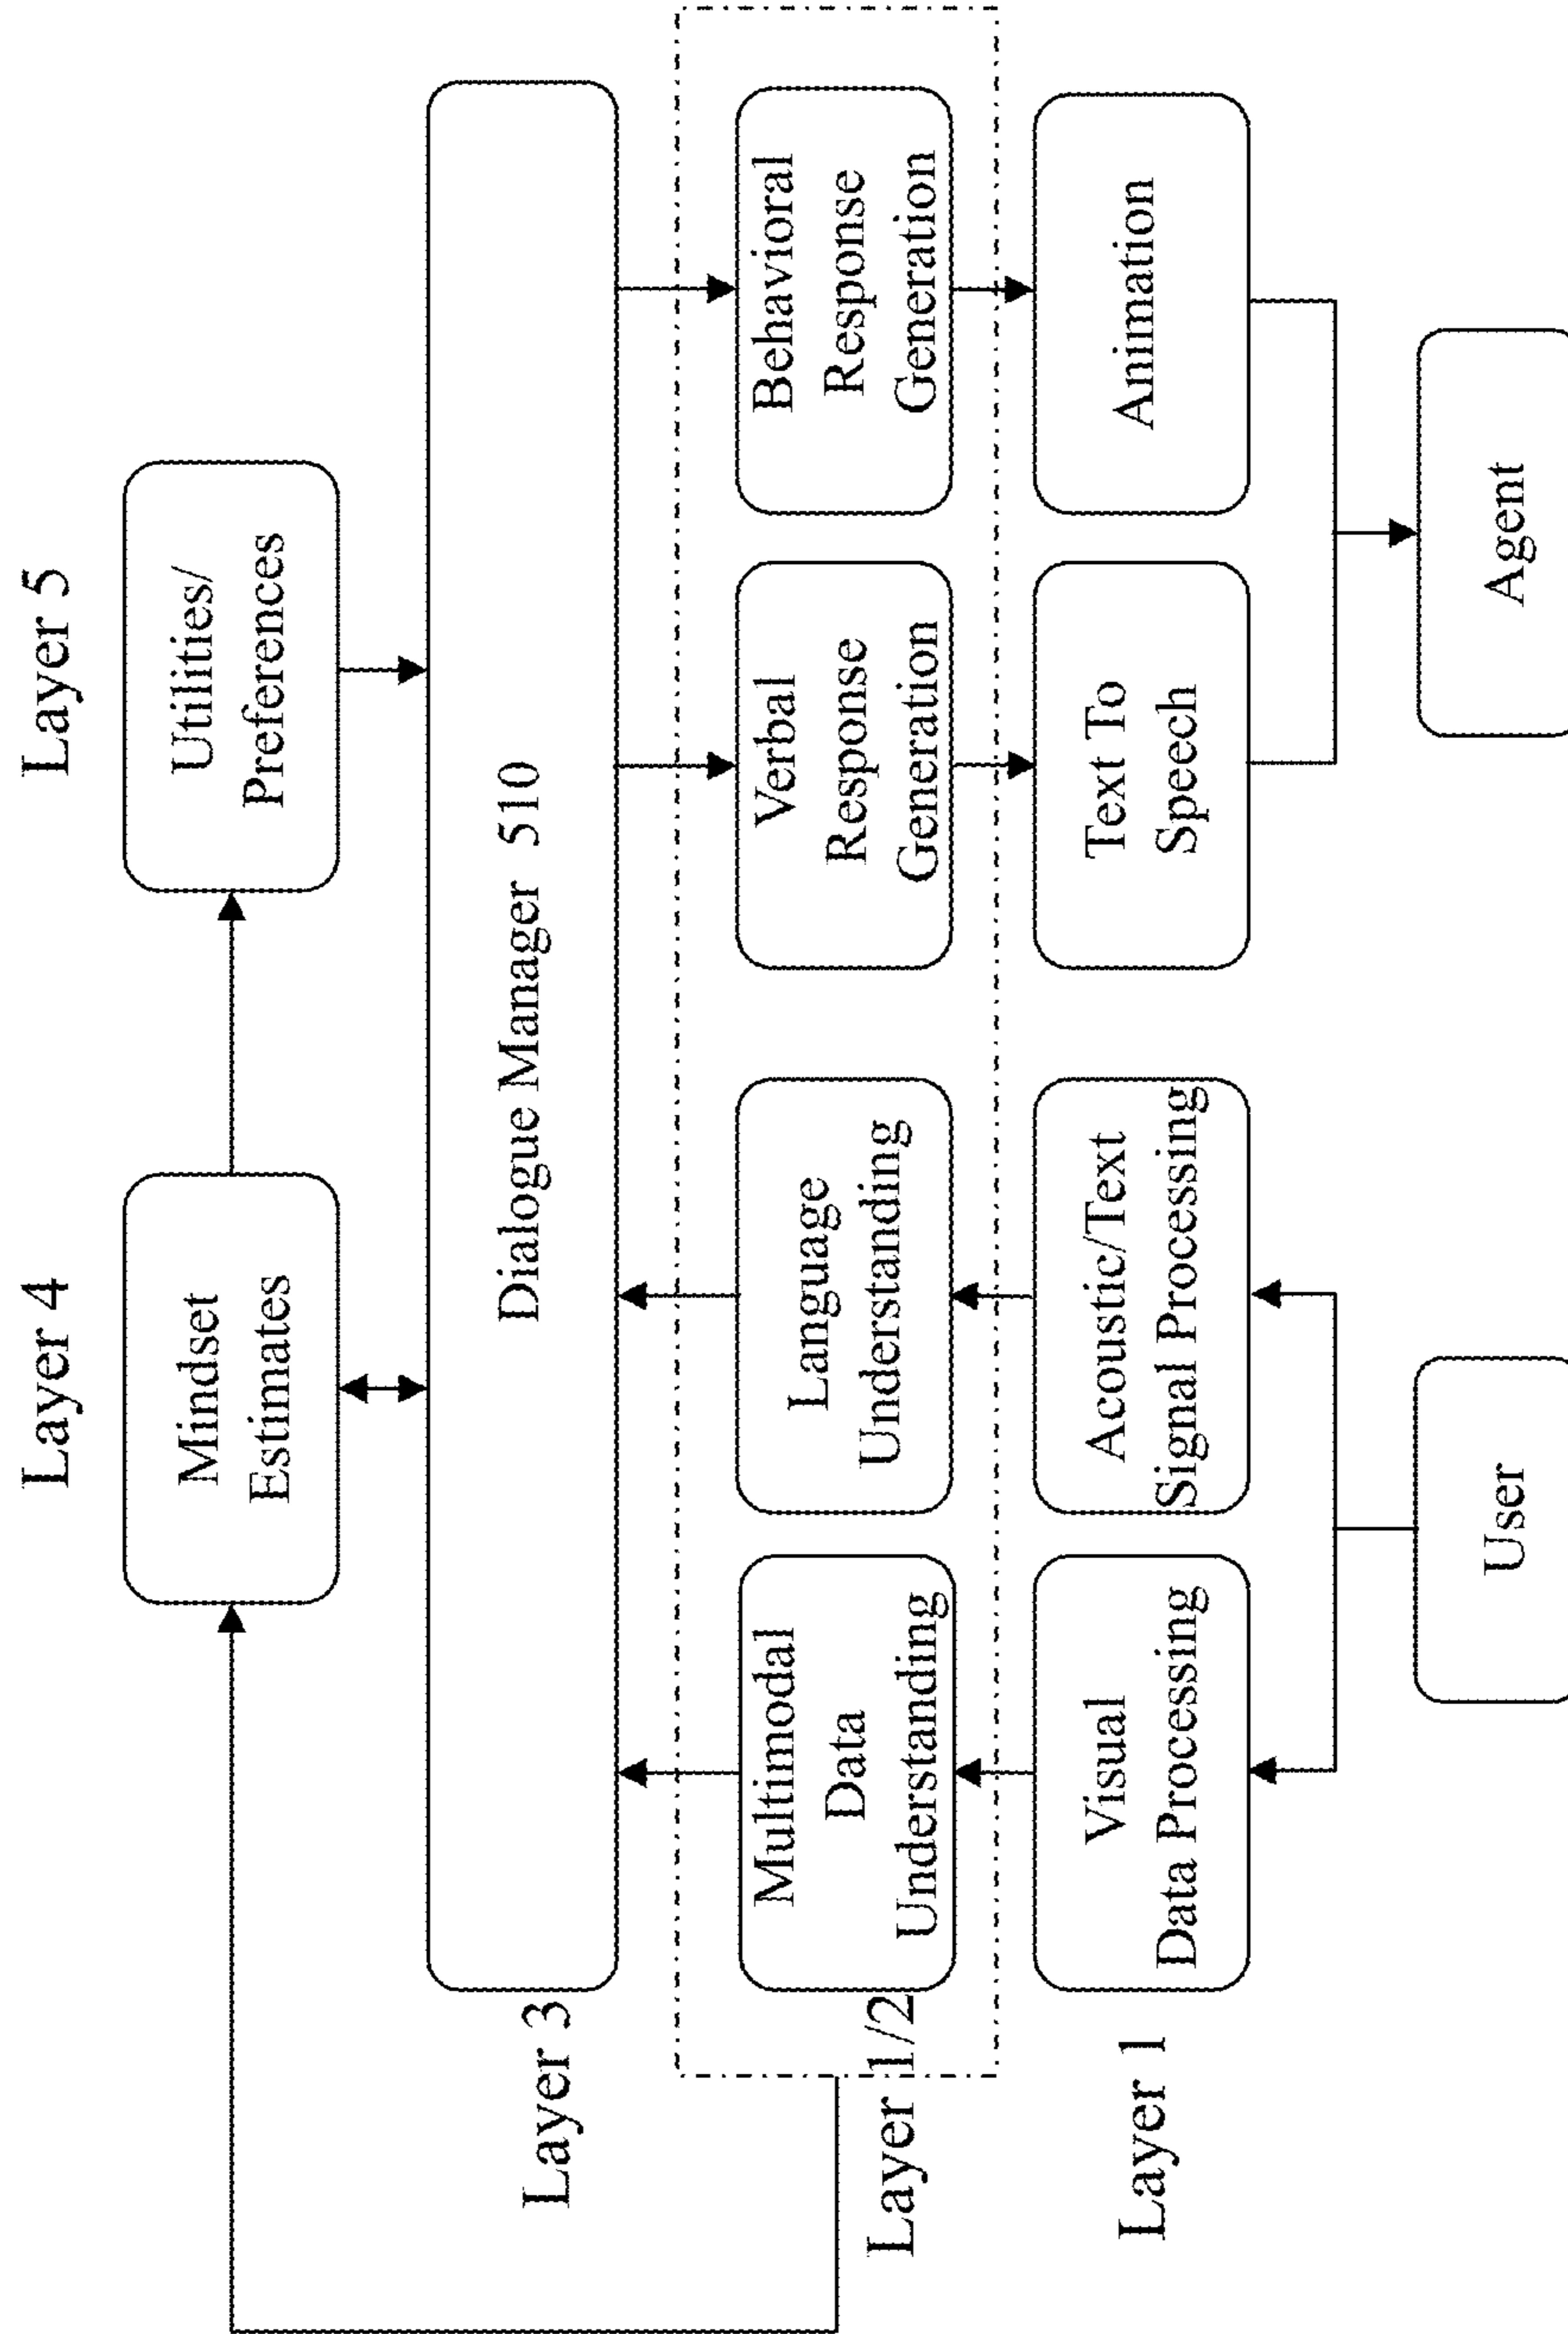 Layer 4
Layer 5
Mindset
Estimates
Utilities/
Preferences
Dialogue Manager 510
Layer 3
Multimodal
Data
Understanding
Language
Understanding
Verbal
Response
Generation
Behavioral
Response
Generation
Layer 1/2
Visual
Data Processing
Acoustic/Text
Signal Processing
Text To
Speech
Animation
Layer 1
User
Agent